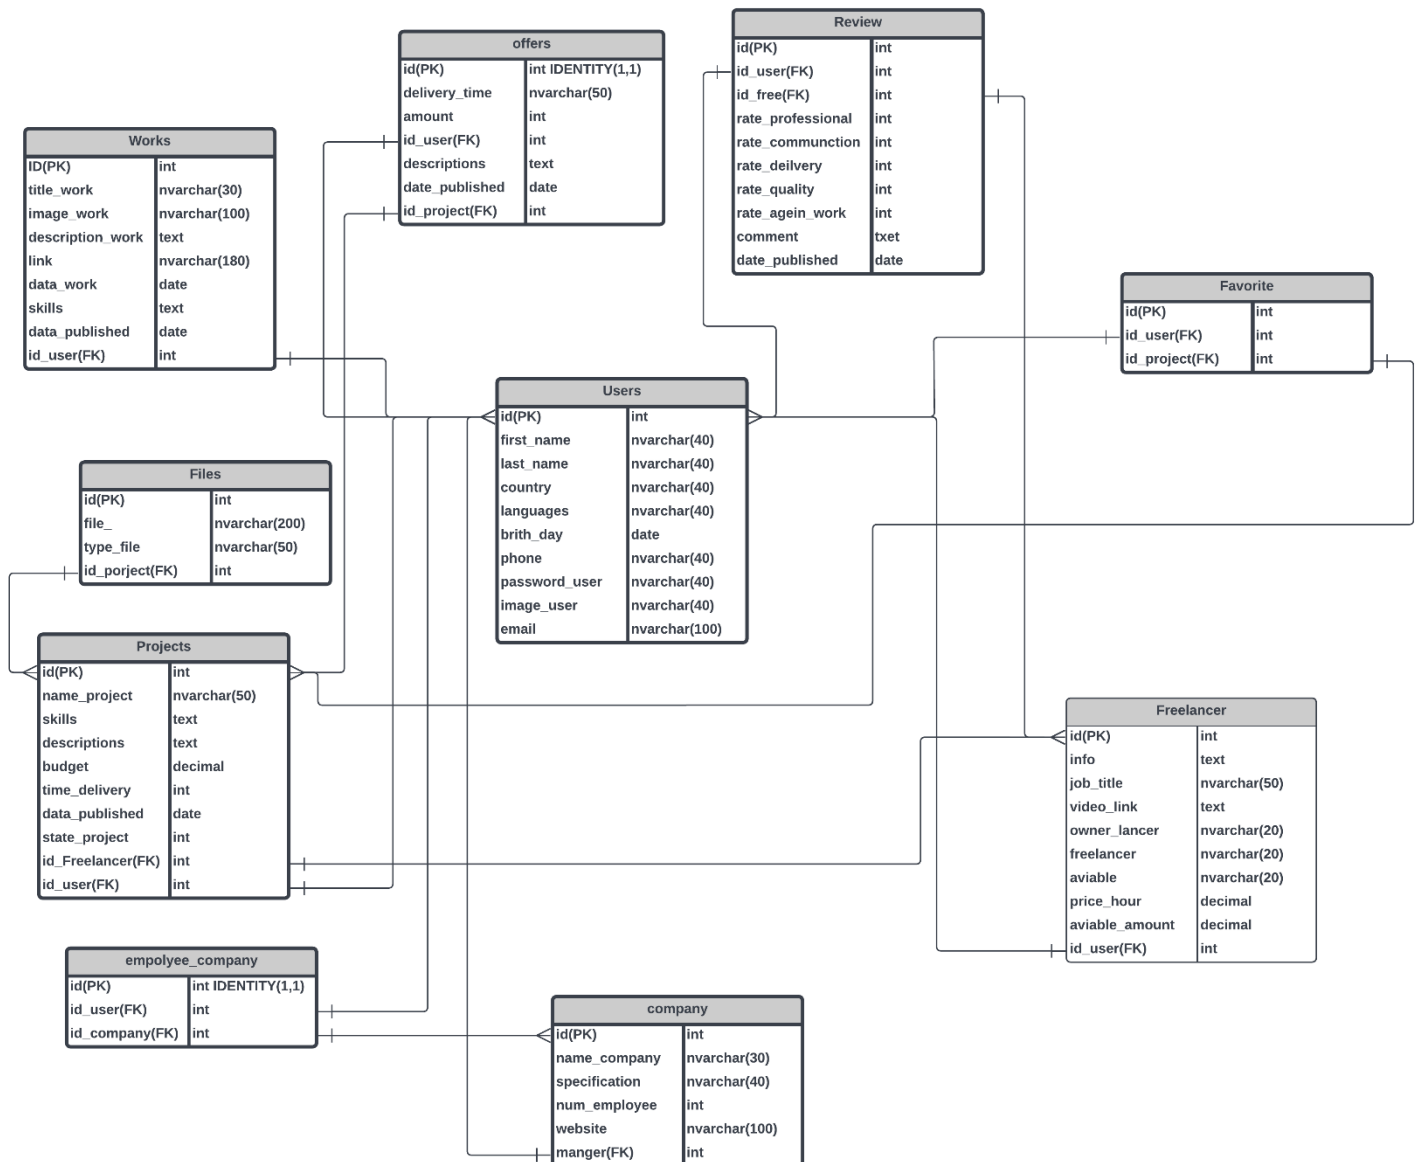 Review
id(PK) int
id_user(FK) int
id_free(FK) int
rate_professional int
rate_communction int
rate_deilvery int
rate_quality int
rate_agein_work int
comment txet
date_published date
offers
id(PK) int IDENTITY(1,1)
delivery_time nvarchar(50)
amount int
id_user(FK) int
descriptions text
date_published date
id_project(FK) int
Works
ID(PK) int
title_work nvarchar(30)
image_work nvarchar(100)
description_work text
link nvarchar(180)
data_work date
skills text
data_published date
id_user(FK) int
Favorite
id(PK) int
id_user(FK) int
id_project(FK) int
Users
id(PK) int
first_name nvarchar(40)
last_name nvarchar(40)
country nvarchar(40)
languages nvarchar(40)
brith_day date
phone nvarchar(40)
password_user nvarchar(40)
image_user nvarchar(40)
email nvarchar(100)
Files
id(PK) int
file_ nvarchar(200)
type_file nvarchar(50)
id_porject(FK) int
Projects
id(PK) int
name_project nvarchar(50)
skills text
descriptions text
budget decimal
time_delivery int
data_published date
state_project int
id_Freelancer(FK) int
id_user(FK) int
Freelancer
id(PK) int
info text
job_title nvarchar(50)
video_link text
owner_lancer nvarchar(20)
freelancer nvarchar(20)
aviable nvarchar(20)
price_hour decimal
aviable_amount decimal
id_user(FK) int
empolyee_company
id(PK) int IDENTITY(1,1)
id_user(FK) int
id_company(FK) int
company
id(PK) int
name_company nvarchar(30)
specification nvarchar(40)
num_employee int
website nvarchar(100)
manger(FK) int